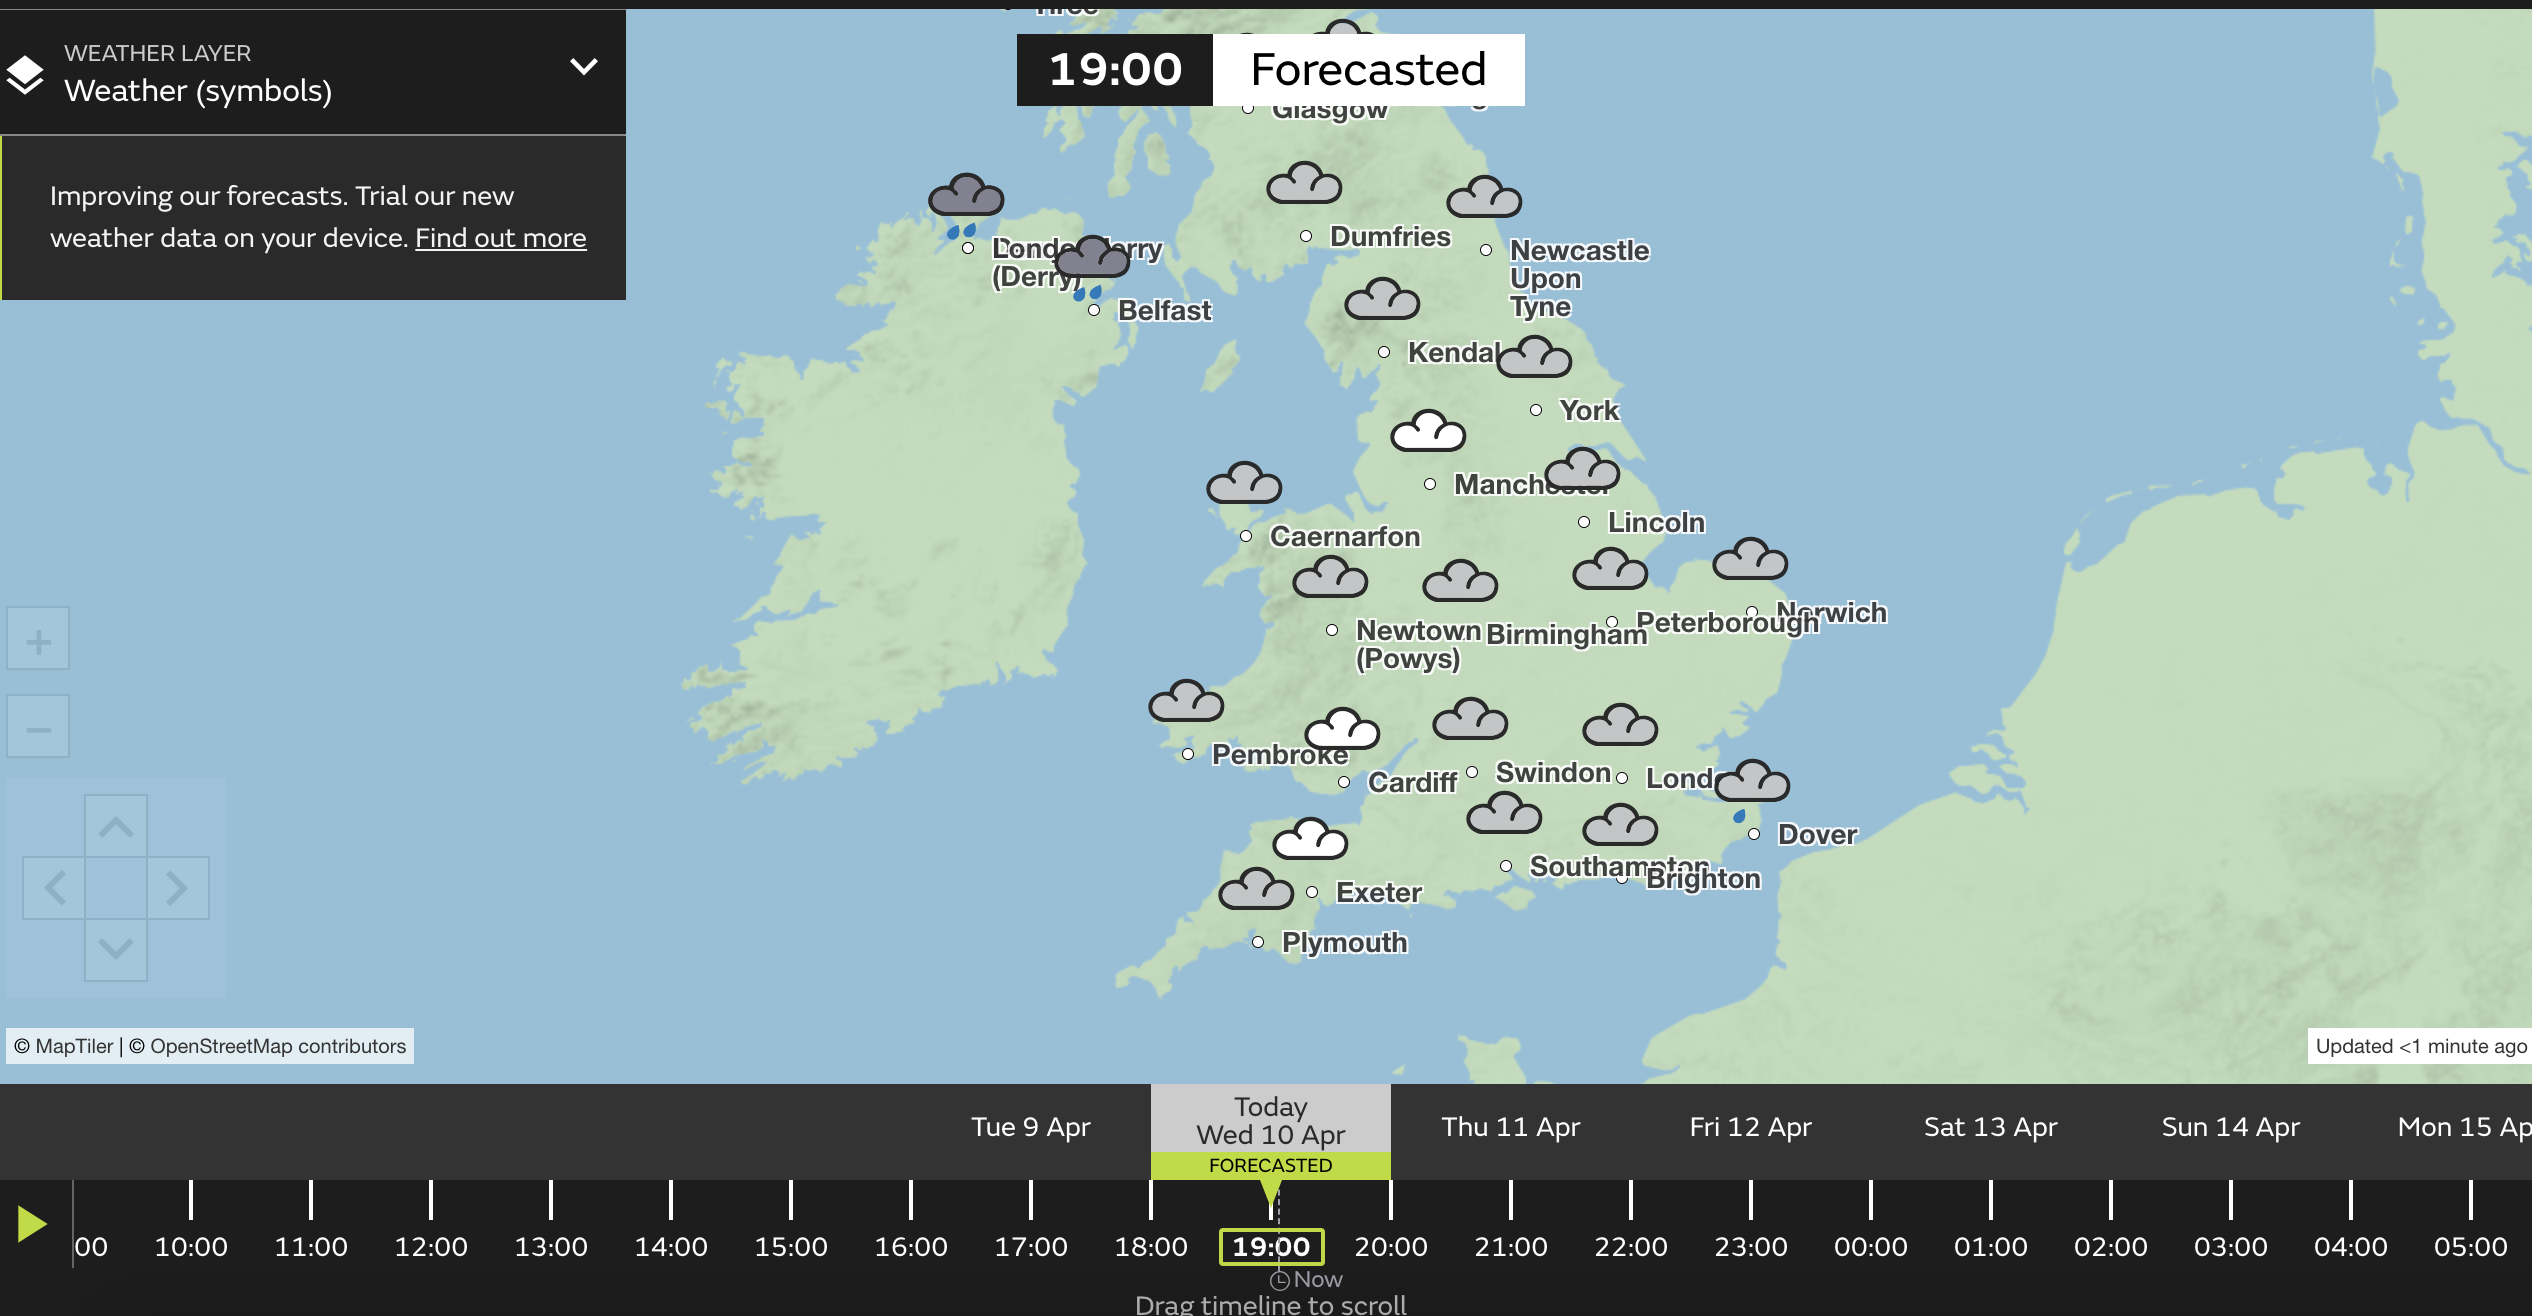 WEATHER LAYER
Weather (symbols)
Improving our forecasts. Trial our new
weather data on your device. Find out more
19:00 Forecasted
Glasgow
Dumfries
Newcastle
Upon
Tyne
(Derry)
Belfast
Kendal
York
Manchester
Lincoln
Caernarfon
Norwich
Peterborough
Newtown
(Powys)
Birmingham
Pembroke
Cardiff
Swindon
Lond
Dover
Southampton
Brighton
Exeter
Plymouth
© MapTiler | © OpenStreetMap contributors
Updated <1 minute ago
Tue 9 Apr
Today
Wed 10 Apr
FORECASTED
Thu 11 Apr
Fri 12 Apr
Sat 13 Apr
Sun 14 Apr
Mon 15 Ap
00 10:00 11:00 12:00 13:00 14:00 15:00 16:00 17:00 18:00 19:00 20:00 21:00 22:00 23:00 00:00 01:00 02:00 03:00 04:00 05:00
Now
Drag timeline to scroll